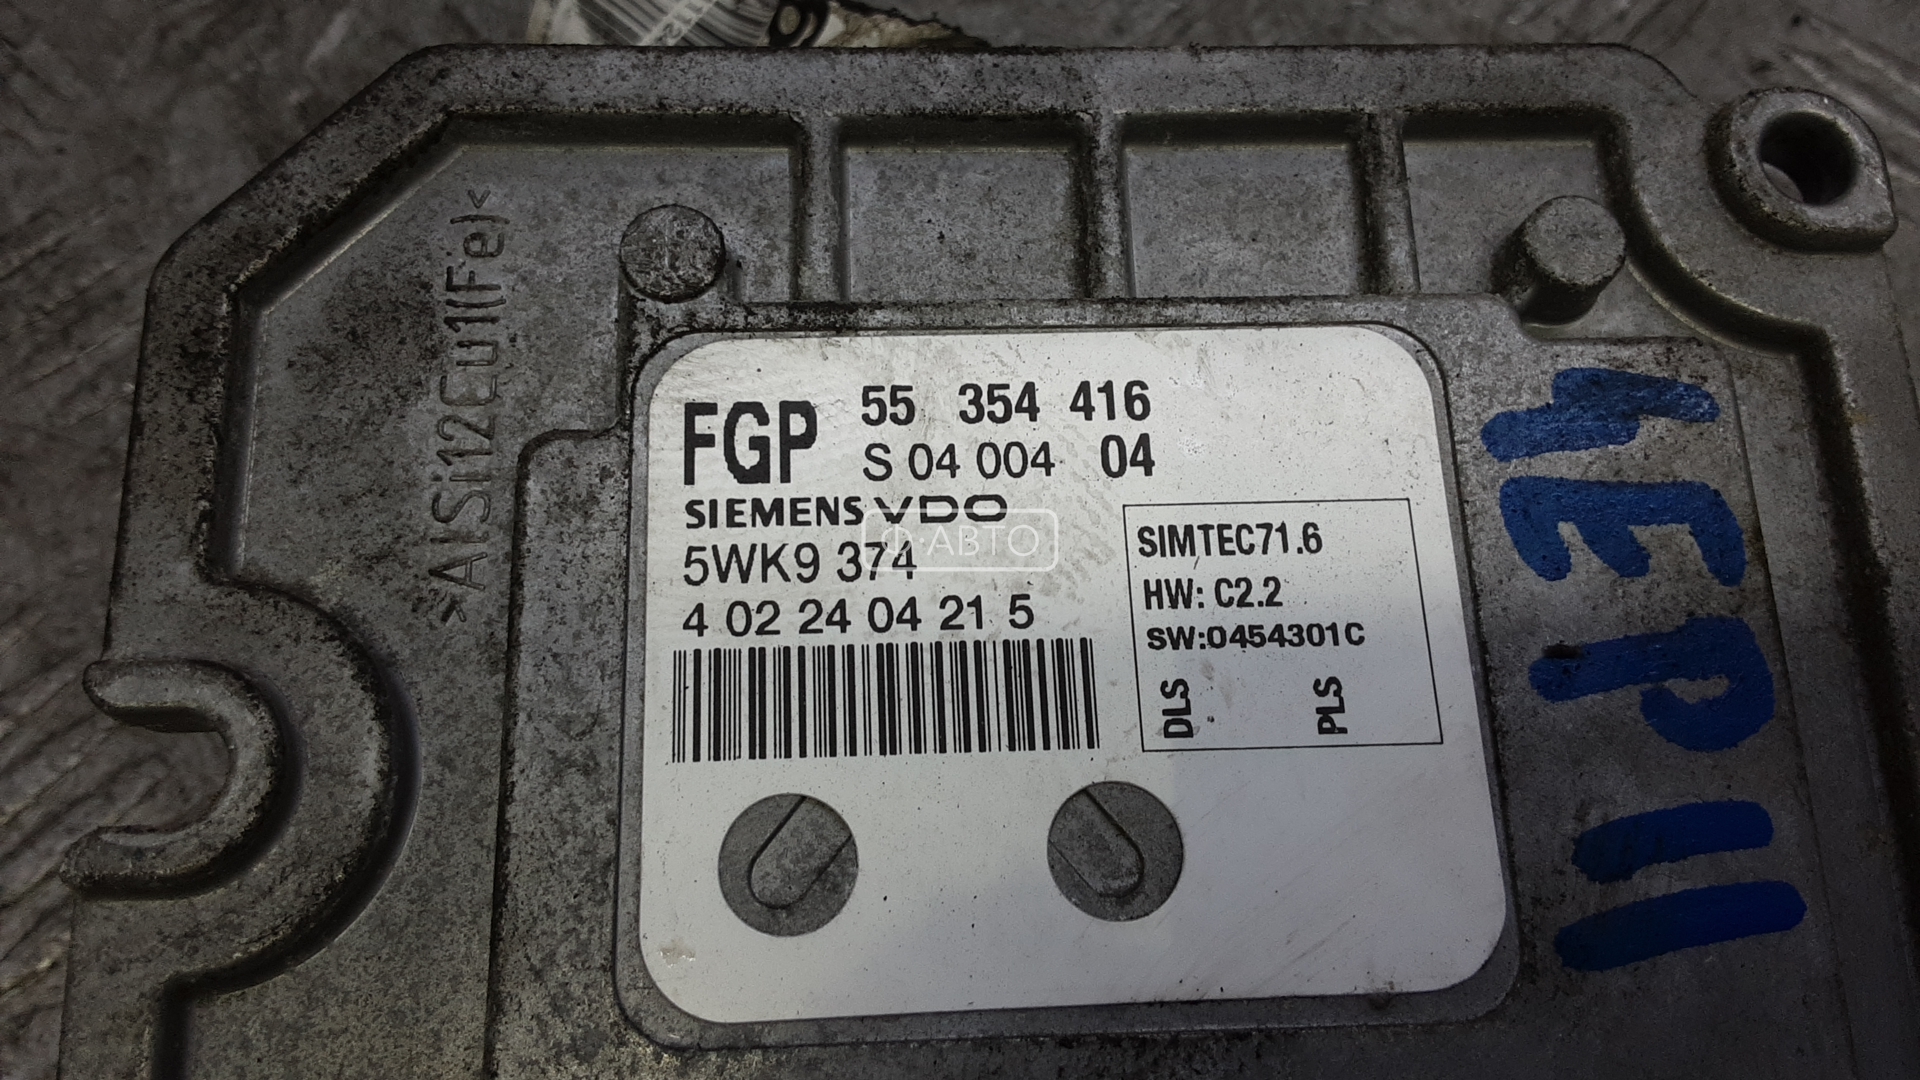 >AlSi12Cu1(Fe)<
FGP 55 354 416
S 04 004 04
SIEMENS VDO
Ф·АВТО
5WK9 374
4 02 24 04 21 5
SIMTEC71.6
HW: C2.2
SW:0454301C
DLS PLS